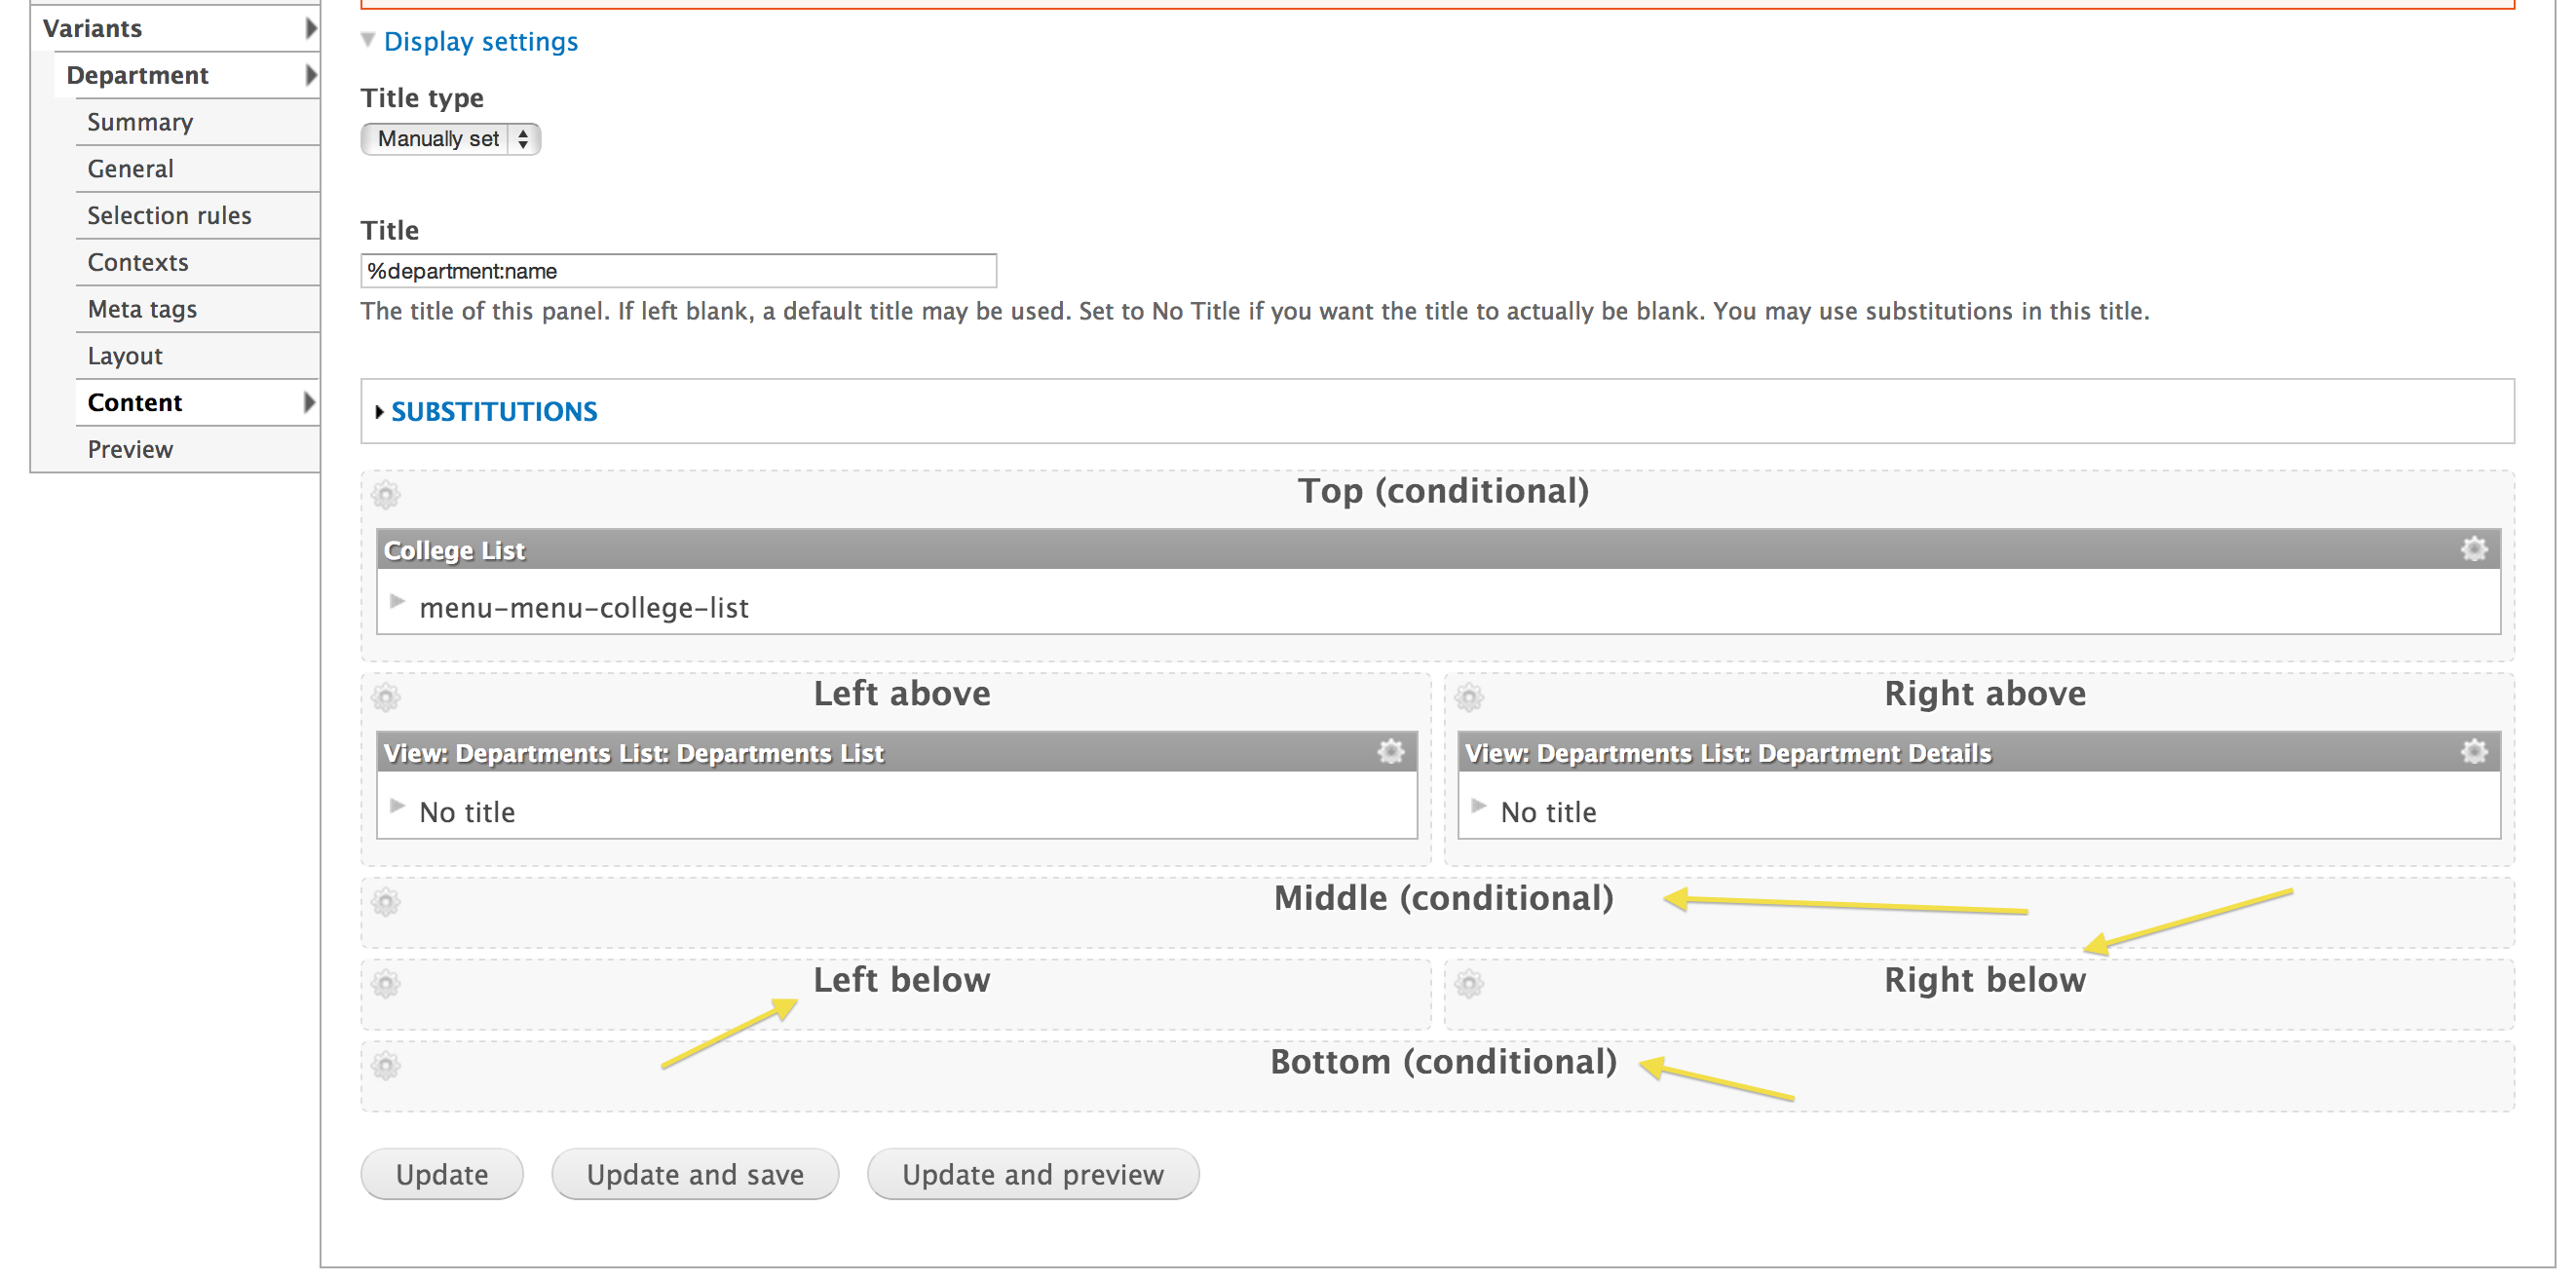 Variants
Department
Summary
General
Selection rules
Contexts
Meta tags
Layout
Content
Preview
Display settings
Title type
Manually set
Title
%department:name
The title of this panel. If left blank, a default title may be used. Set to No Title if you want the title to actually be blank. You may use substitutions in this title.
SUBSTITUTIONS
Top (conditional)
College List
menu-menu-college-list
Left above
View: Departments List: Departments List
No title
Right above
View: Departments List: Department Details
No title
Middle (conditional)
Left below
Right below
Bottom (conditional)
Update
Update and save
Update and preview